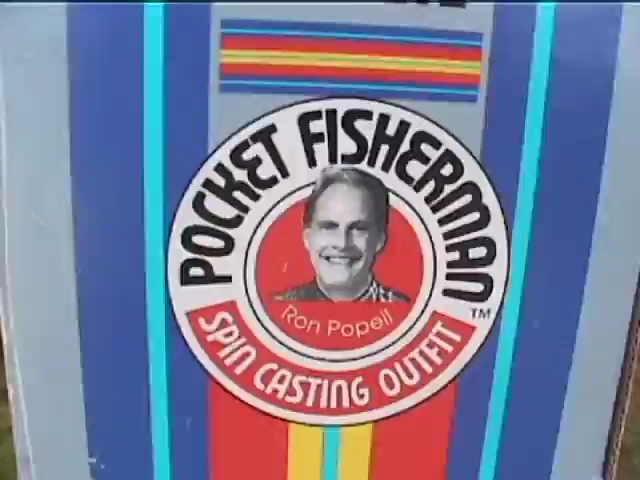 POCKET FISHERMAN
TM
Ron Popeil
SPIN CASTING OUTFIT